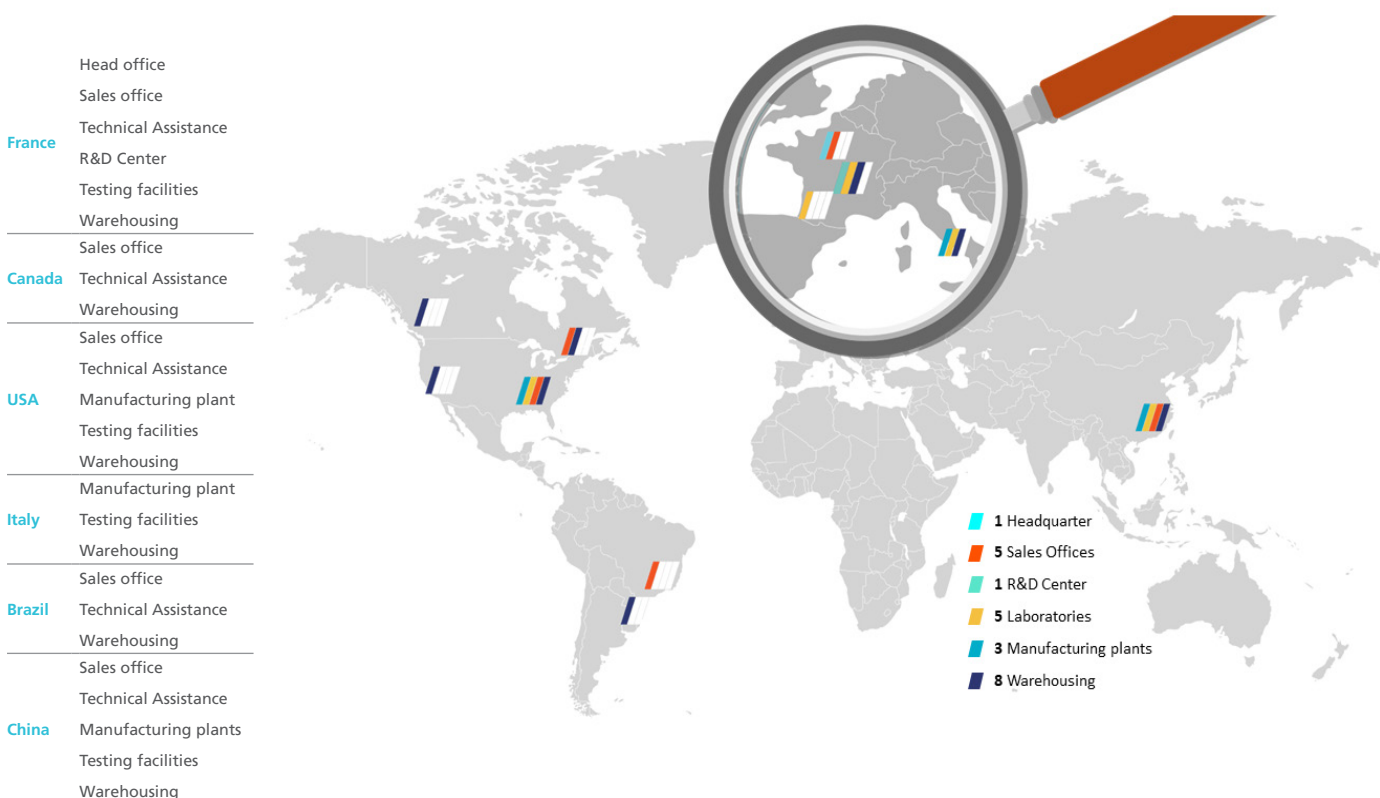 Head office
Sales office
Technical Assistance
France
R&D Center
Testing facilities
Warehousing
Sales office
Canada Technical Assistance
Warehousing
Sales office
Technical Assistance
USA Manufacturing plant
Testing facilities
Warehousing
Manufacturing plant
Italy Testing facilities
Warehousing
Sales office
Brazil Technical Assistance
Warehousing
Sales office
Technical Assistance
China Manufacturing plants
Testing facilities
Warehousing
1 Headquarter
5 Sales Offices
1 R&D Center
5 Laboratories
3 Manufacturing plants
8 Warehousing